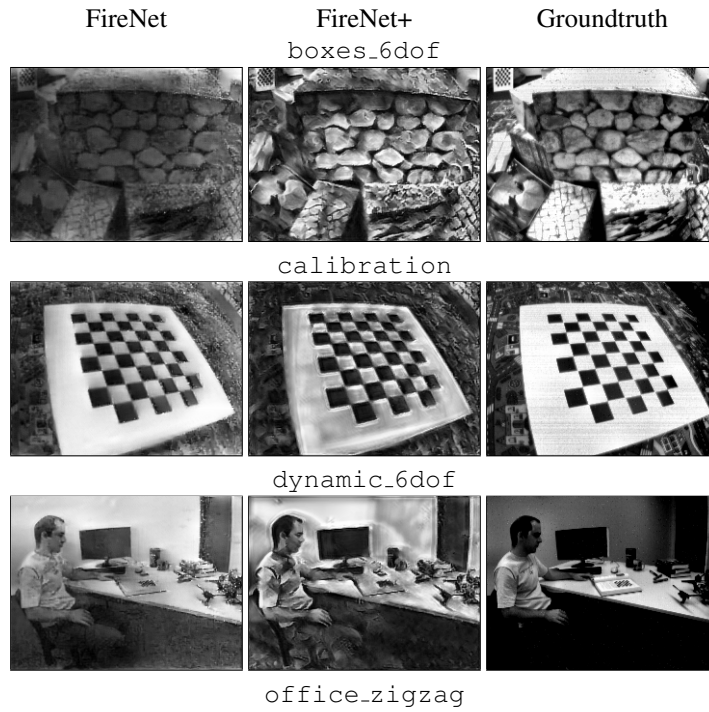 FireNet FireNet+ Groundtruth
boxes_6dof
calibration
dynamic_6dof
office_zigzag